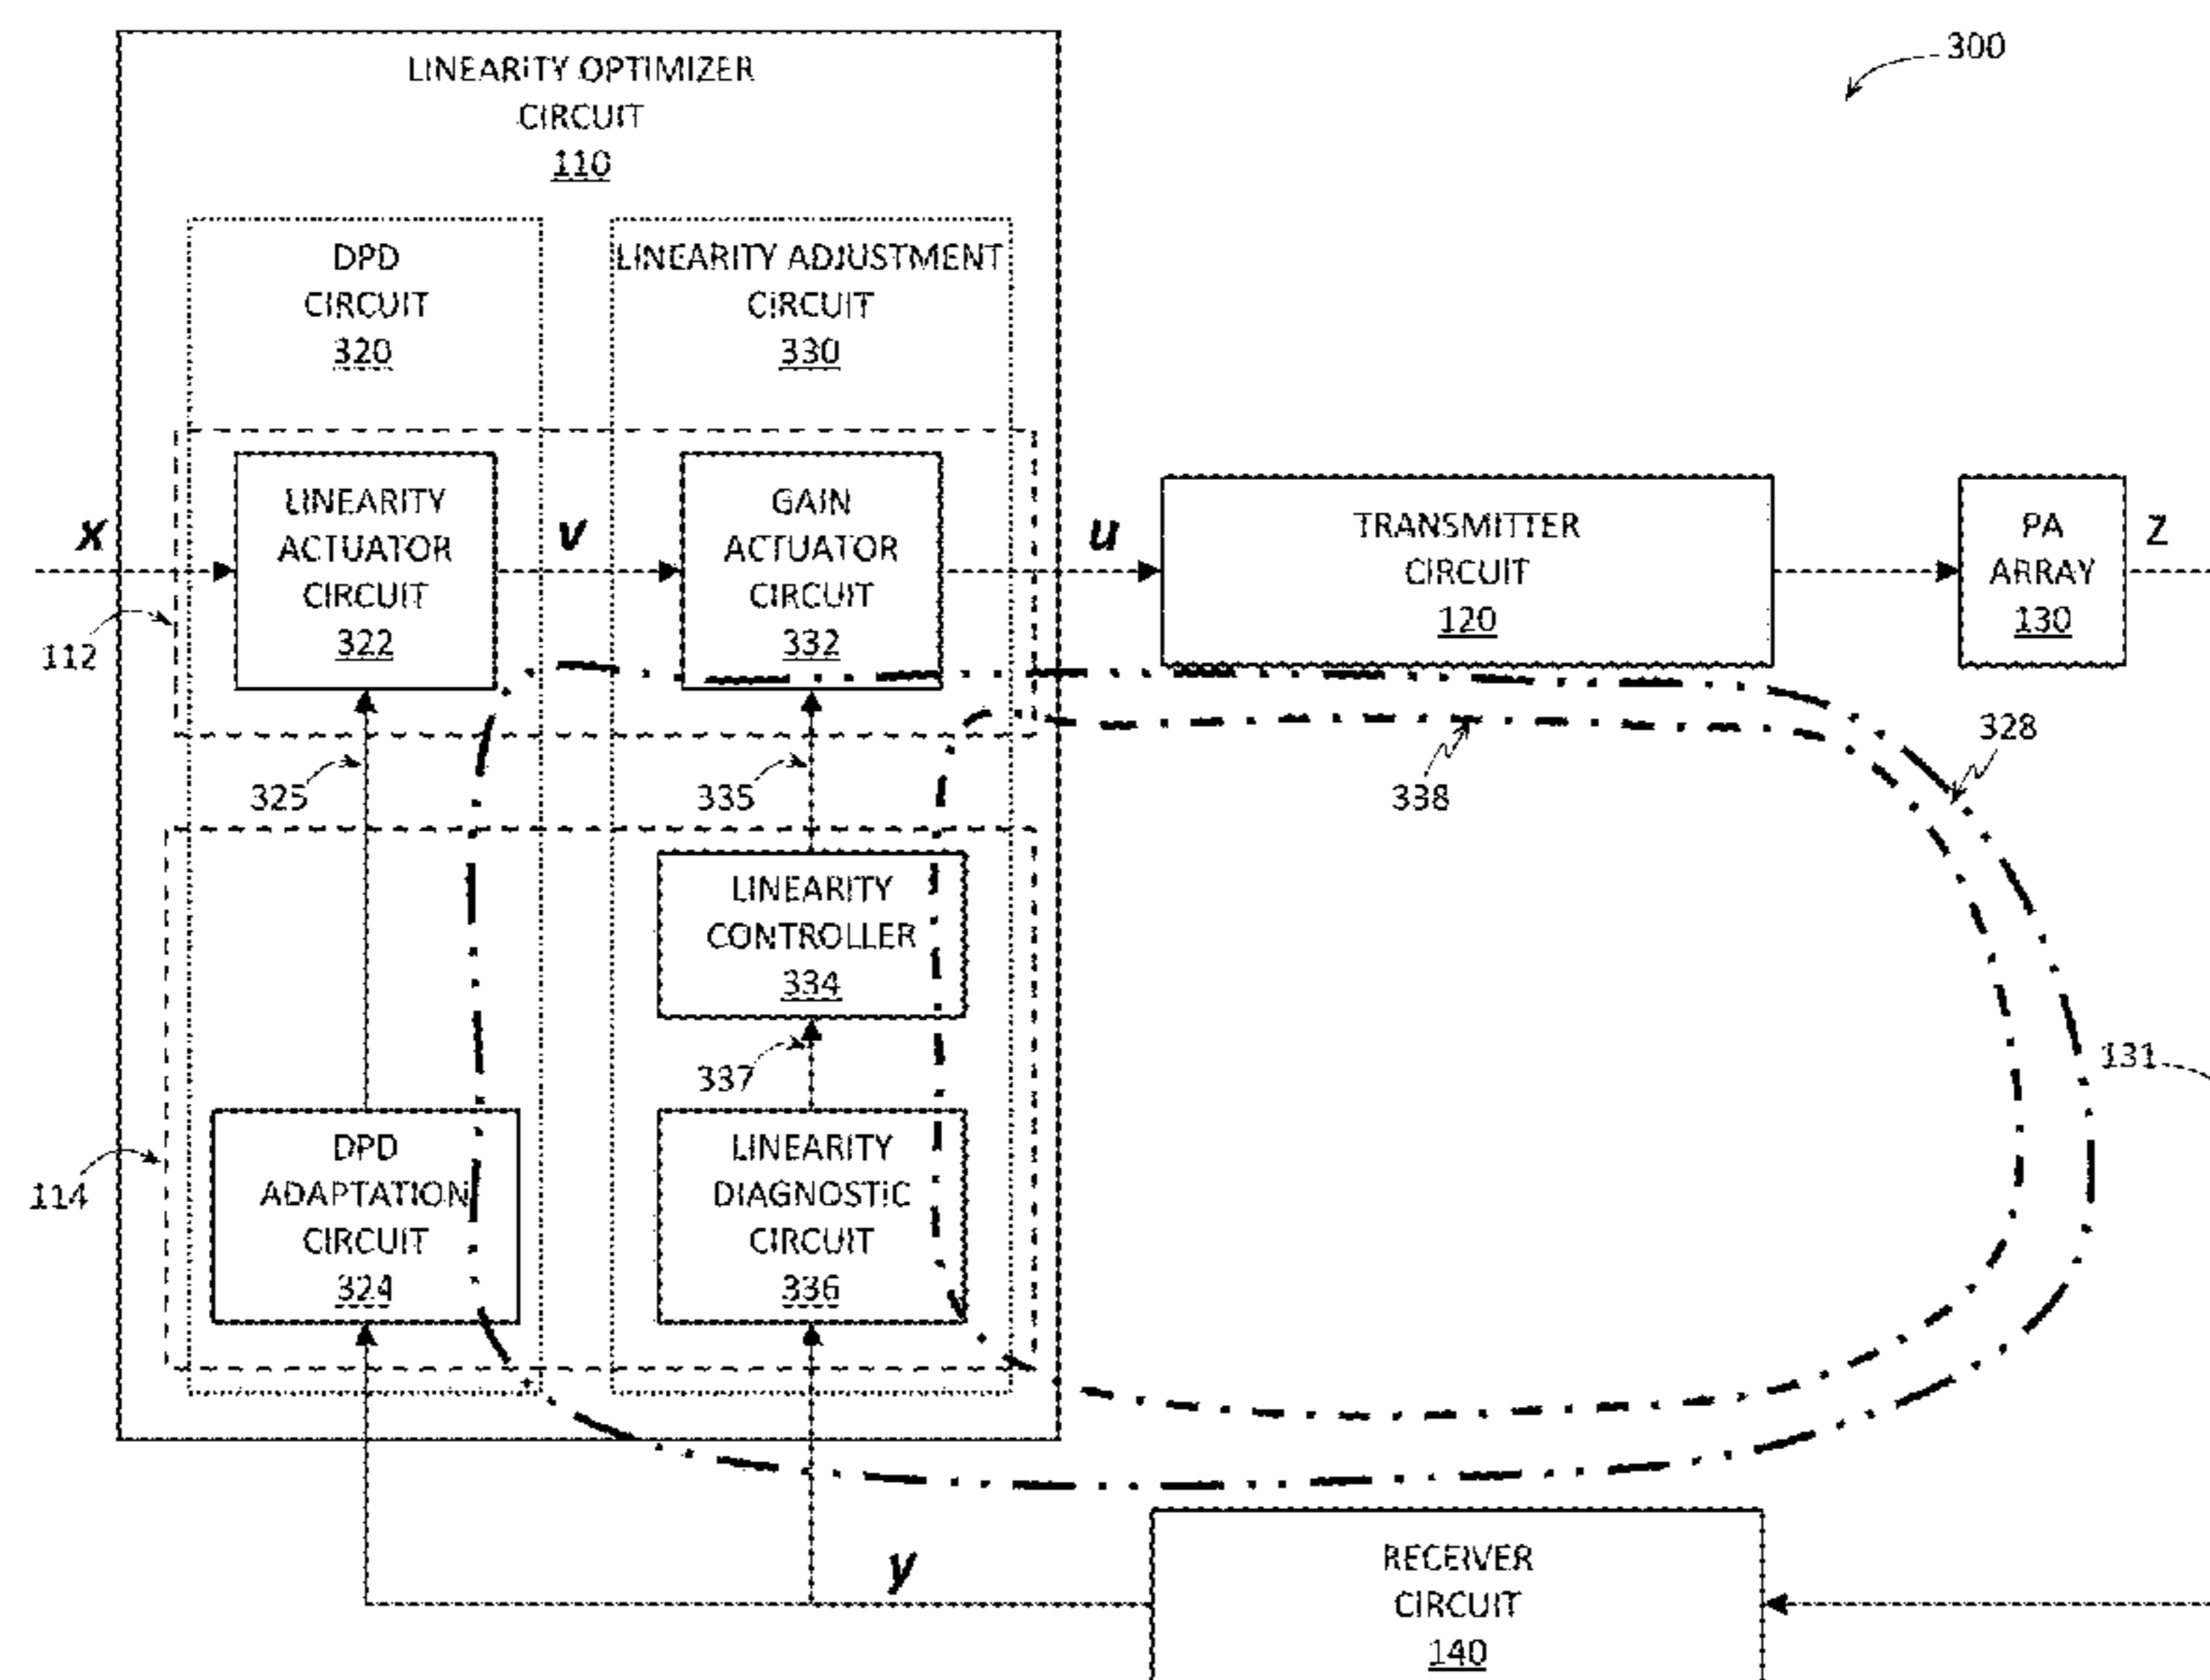 LINEARITY OPTIMIZER
CIRCUIT
110
300
DPD
CIRCUIT
320
LINEARITY ADJUSTMENT
CIRCUIT
330
X
LINEARITY
ACTUATOR
CIRCUIT
322
V
GAIN
ACTUATOR
CIRCUIT
332
u
TRANSMITTER
CIRCUIT
120
PA
ARRAY
130
Z
112
325
335
338
328
LINEARITY
CONTROLLER
334
337
131
114
DPD
ADAPTATION
CIRCUIT
324
LINEARITY
DIAGNOSTIC
CIRCUIT
336
y
RECEIVER
CIRCUIT
140